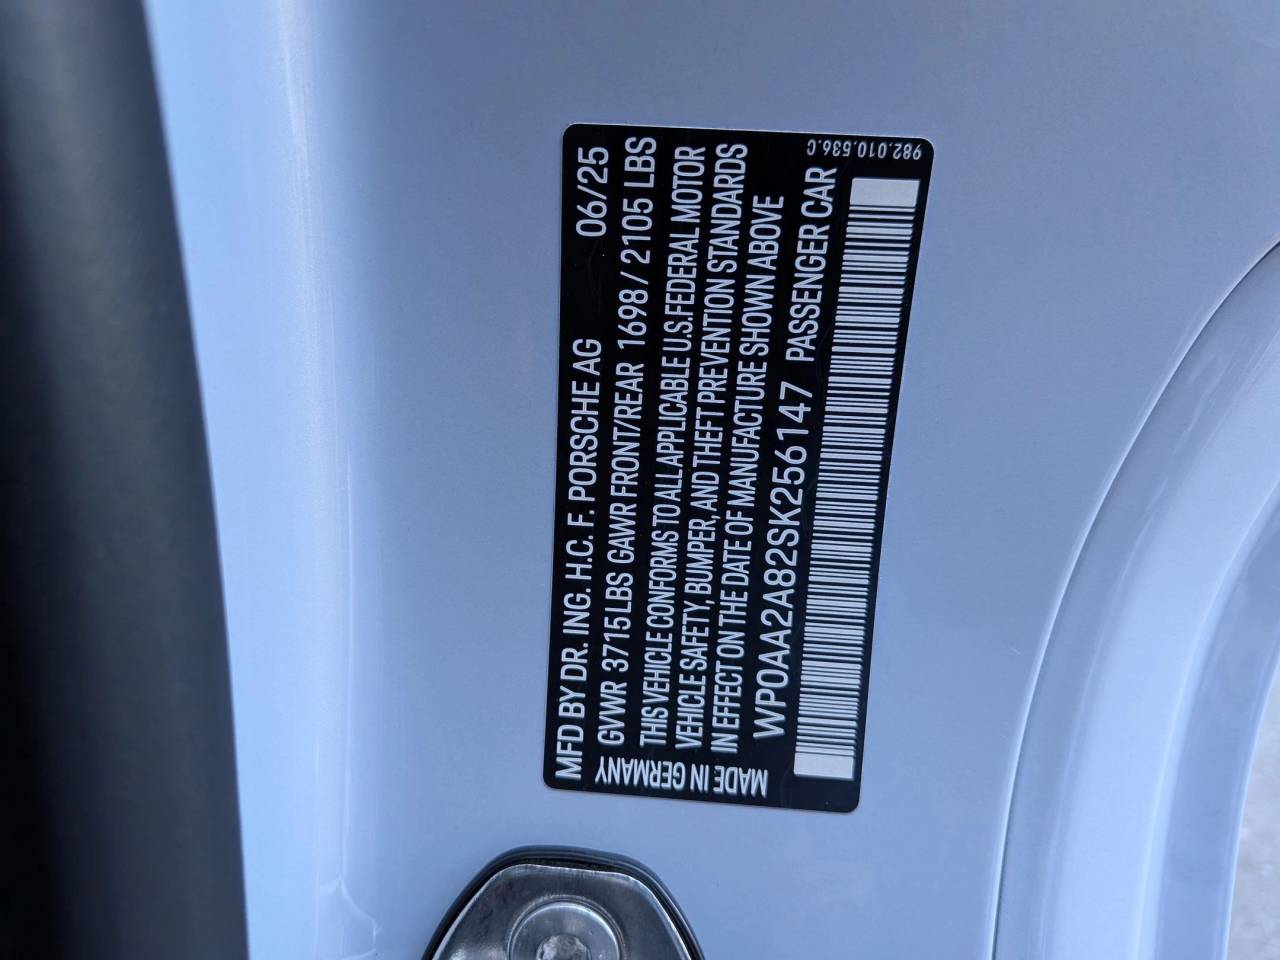 MFD BY DR. ING. H.C. F. PORSCHE AG 06/25
GVWR 3715LBS GAWR FRONT/REAR 1698 / 2105 LBS
THIS VEHICLE CONFORMS TO ALL APPLICABLE U.S.FEDERAL MOTOR
VEHICLE SAFETY, BUMPER, AND THEFT PREVENTION STANDARDS
IN EFFECT ON THE DATE OF MANUFACTURE SHOWN ABOVE
WP0AA2A82SK256147 PASSENGER CAR
MADE IN GERMANY
982.010.536.C